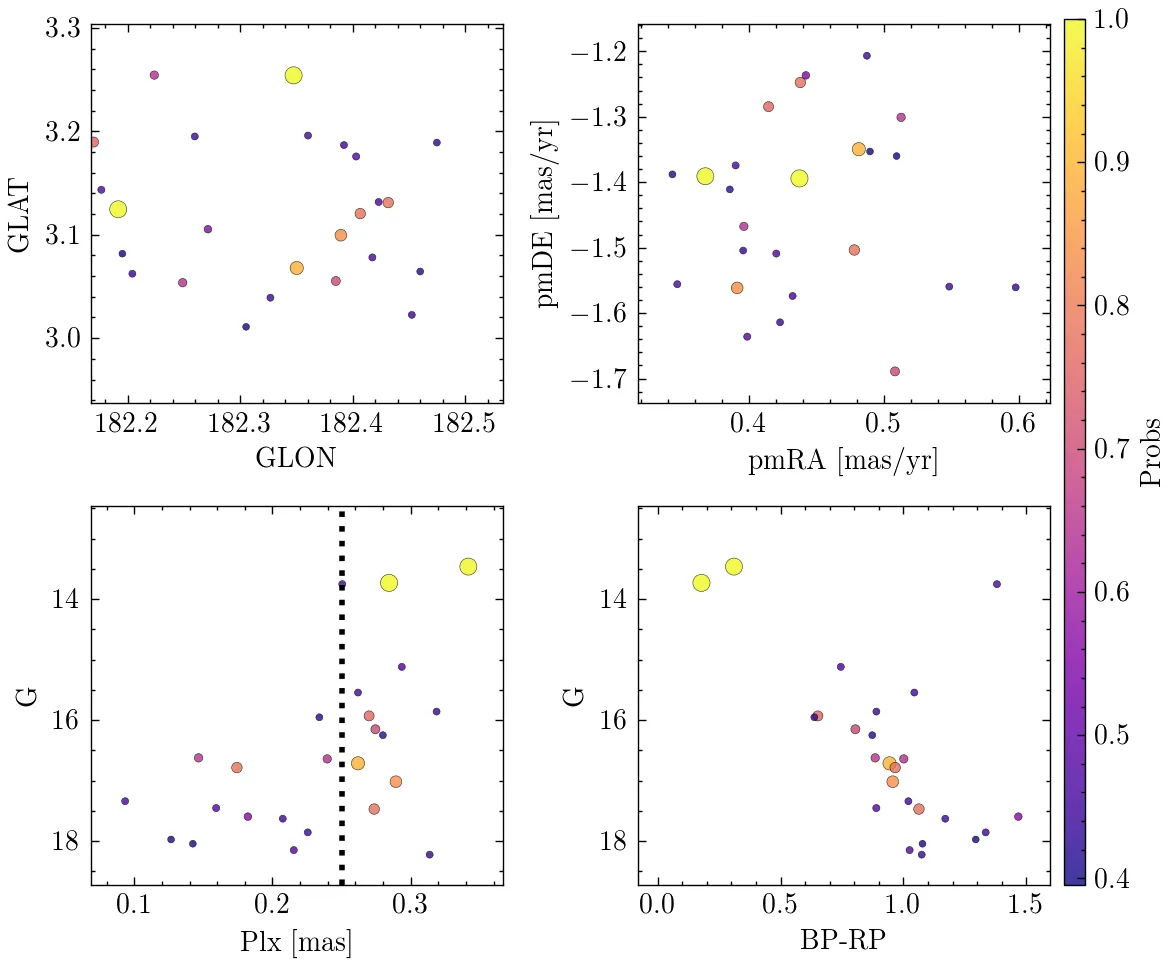 3.3
3.2
3.1
3.0
GLAT
182.2 182.3 182.4 182.5
GLON
−1.2
−1.3
−1.4
−1.5
−1.6
−1.7
pmDE [mas/yr]
0.4 0.5 0.6
pmRA [mas/yr]
14
16
18
G
0.1 0.2 0.3
Plx [mas]
14
16
18
G
0.0 0.5 1.0 1.5
BP-RP
1.0
0.9
0.8
0.7
0.6
0.5
0.4
Probs